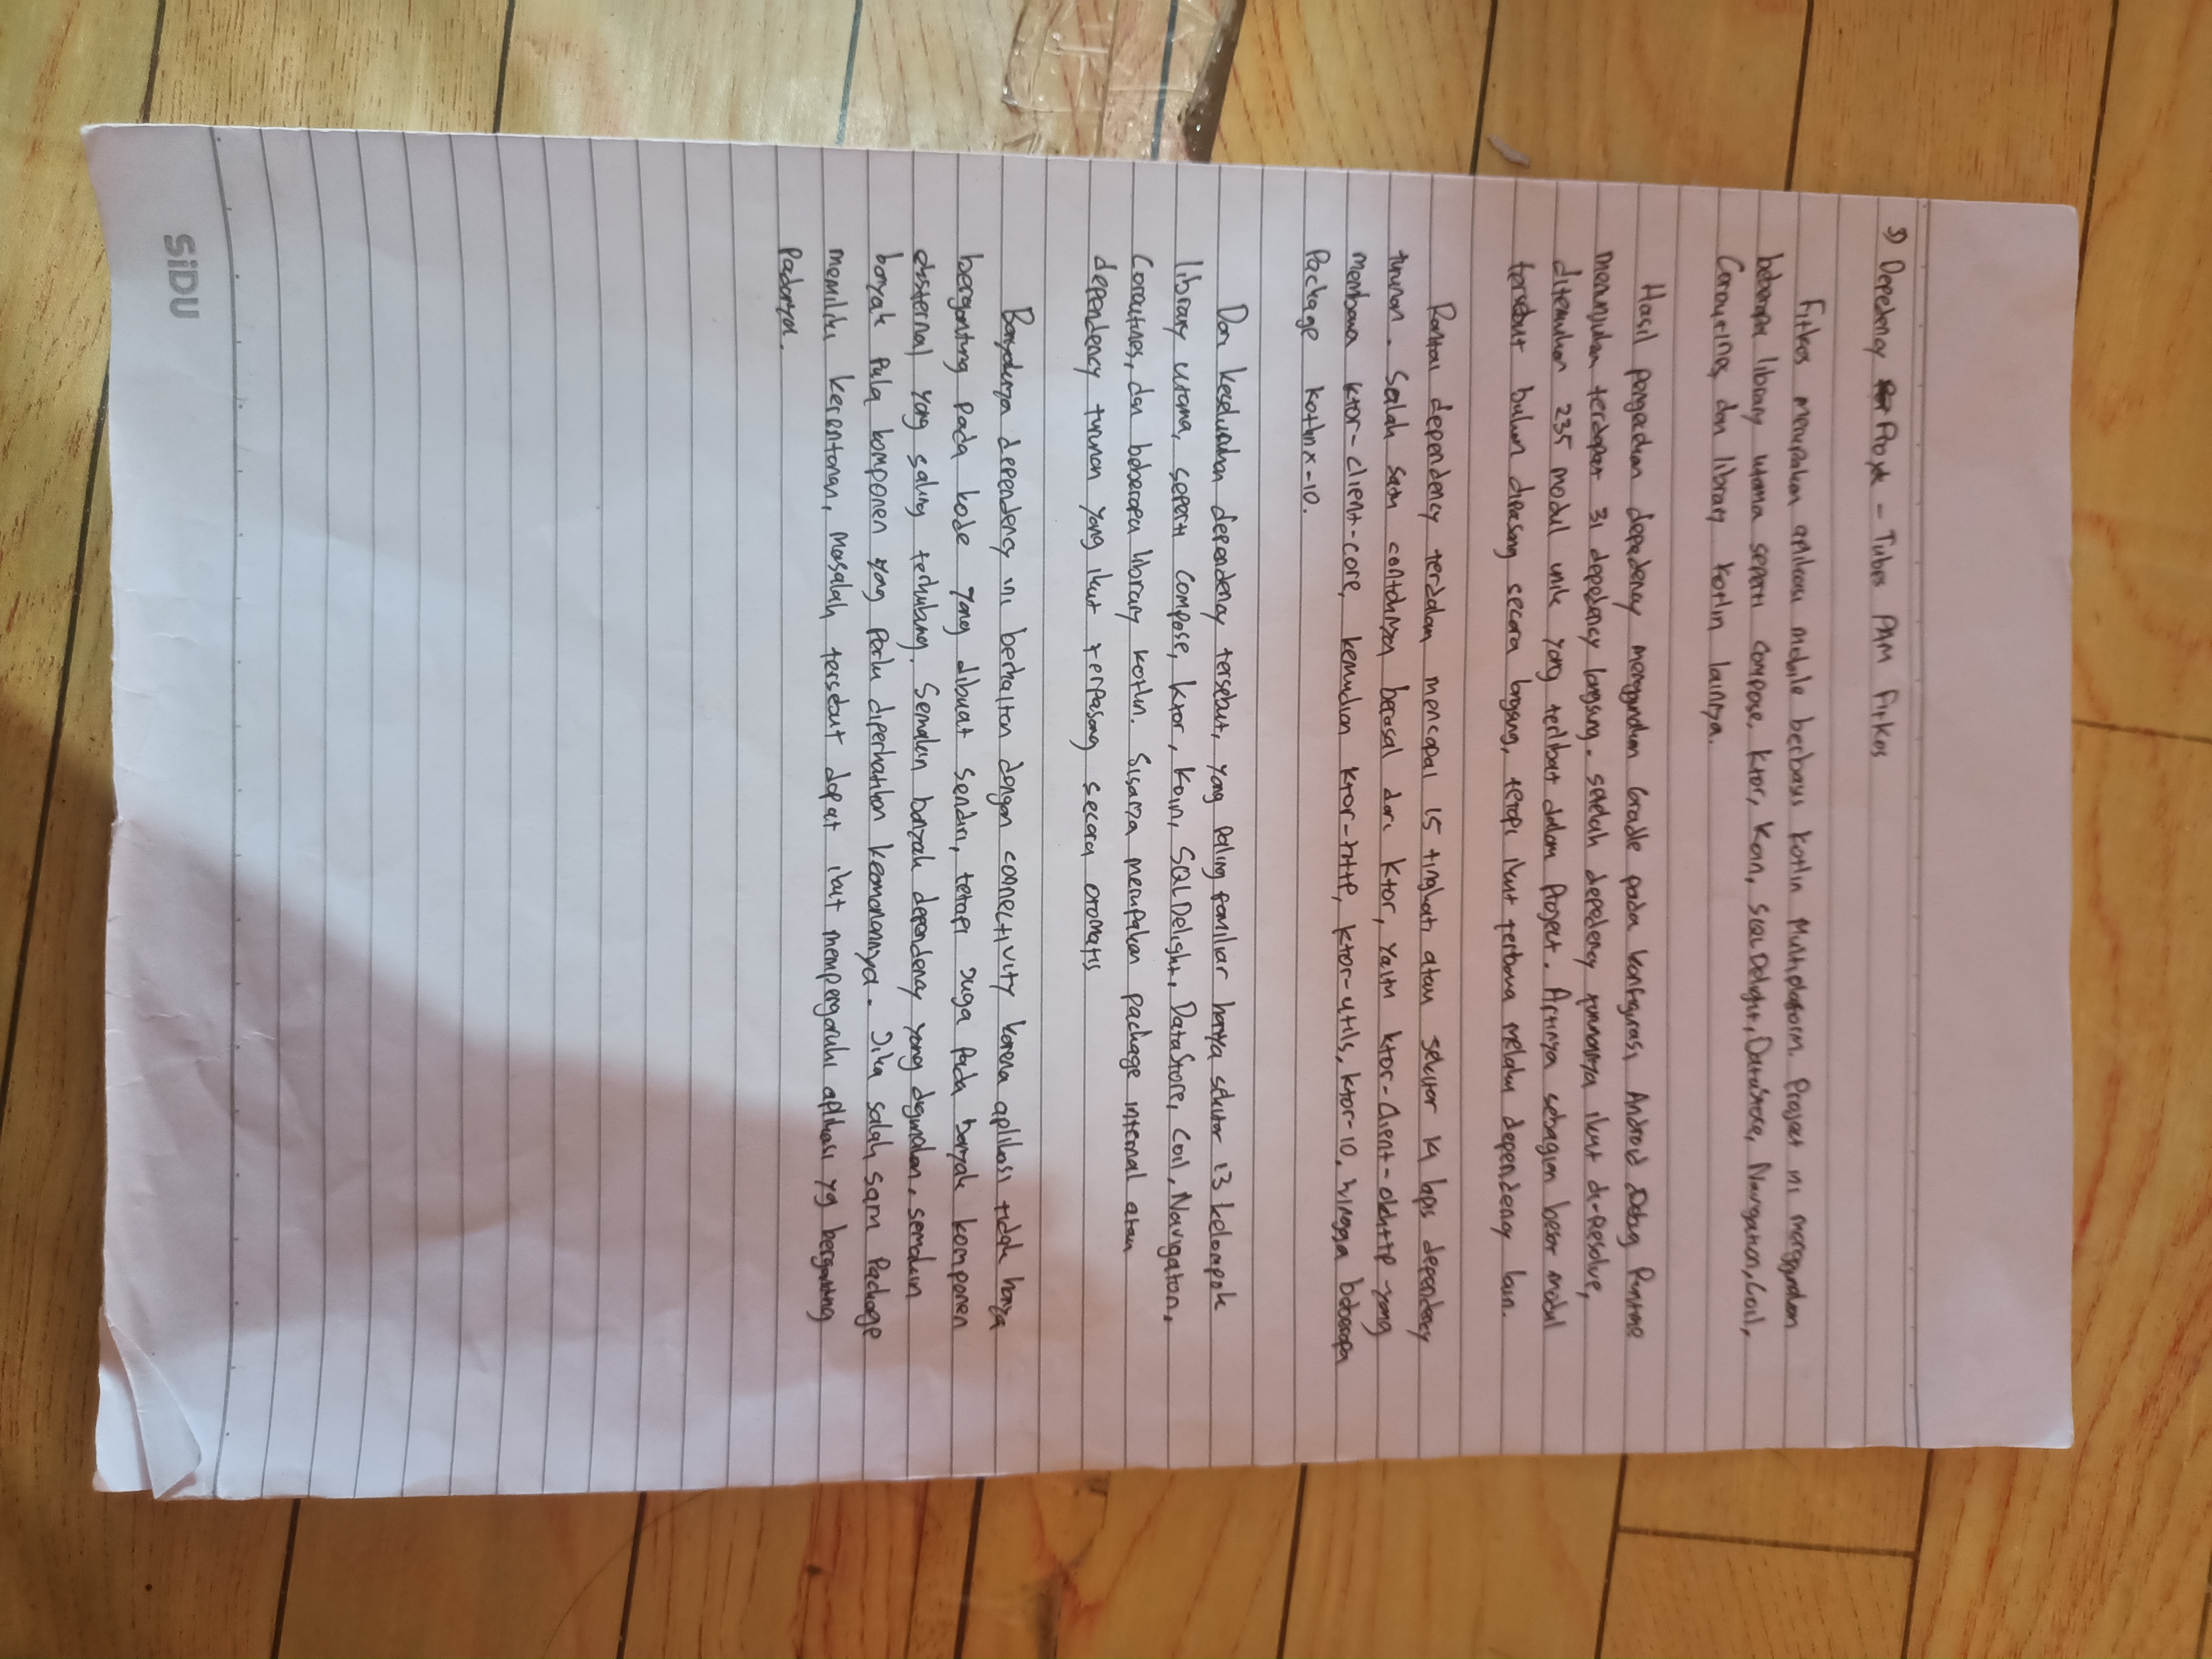 3) Depedency Proyek - Tubes PAM Fitkos
Fitkos merupakan aplikasi mobile berbasis Kotlin Multiplatform. Project ini menggunakan
beberapa library utama seperti Compose, Ktor, Koin, SQLDelight, DataStore, Navigation, Coil,
Coroutines, dan library Kotlin lainnya.
Hasil pengecekan depedency menggunakan Gradle pada konfigurasi Android Debug Runtime
menunjukan terdapat 31 depedency langsung. setelah depedency turunannya ikut di-Resolve,
ditemukan 235 modul unik yang terlibat dalam Project. Artinya sebagian besar modul
tersebut bukan dipasang secara langsung, tetapi ikut terbawa melalui dependency lain.
Rantai dependency terdalam mencapai 15 tingkat, atau sekitar 14 lapis dependency
turunan. Salah satu contohnya berasal dari Ktor, yaitu ktor-client-okhttp yang
membawa ktor-client-core, kemudian ktor-http, ktor-utils, ktor-io, hingga beberapa
Package kotlinx-io.
Dari keseluruhan dependency tersebut, yang paling familiar hanya sekitar 13 kelompok
library utama, seperti Compose, Ktor, Koin, SQLDelight, DataStore, Coil, Navigation,
Coroutines, dan beberapa library kotlin. Sisanya merupakan package internal atau
dependency turunan yang ikut terpasang secara otomatis
Banyaknya dependency ini berkaitan dengan connectivity karena aplikasi tidak hanya
bergantung pada kode yang dibuat sendiri, tetapi juga pada banyak komponen
eksternal yang saling terhubung. Semakin banyak dependency yang digunakan, semakin
banyak pula komponen yang perlu diperhatikan keamanannya. Jika salah satu Package
memiliki kerentanan, masalah tersebut dapat ikut mempengaruhi aplikasi yg bergantung
padanya.
SiDU